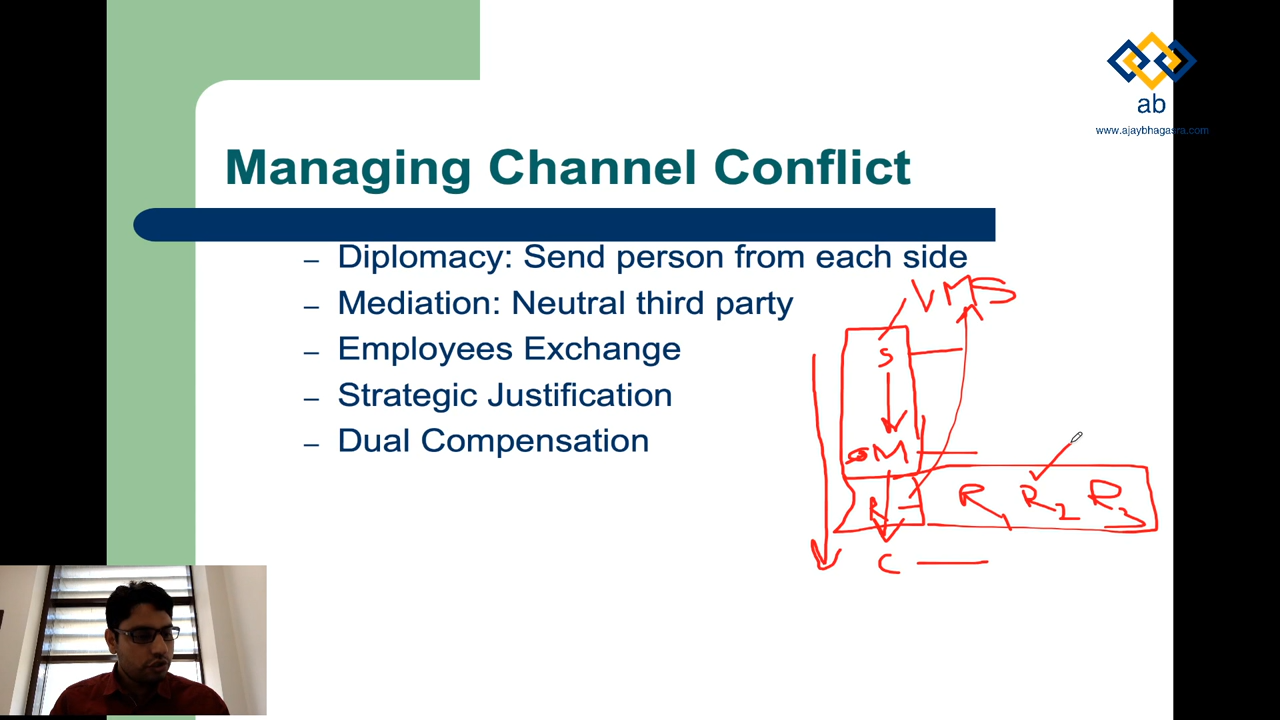 ab
www.ajaybhagasra.com
Managing Channel Conflict
– Diplomacy: Send person from each side
– Mediation: Neutral third party
– Employees Exchange
– Strategic Justification
– Dual Compensation
VMS
S
M
R R1 R2 R3
C